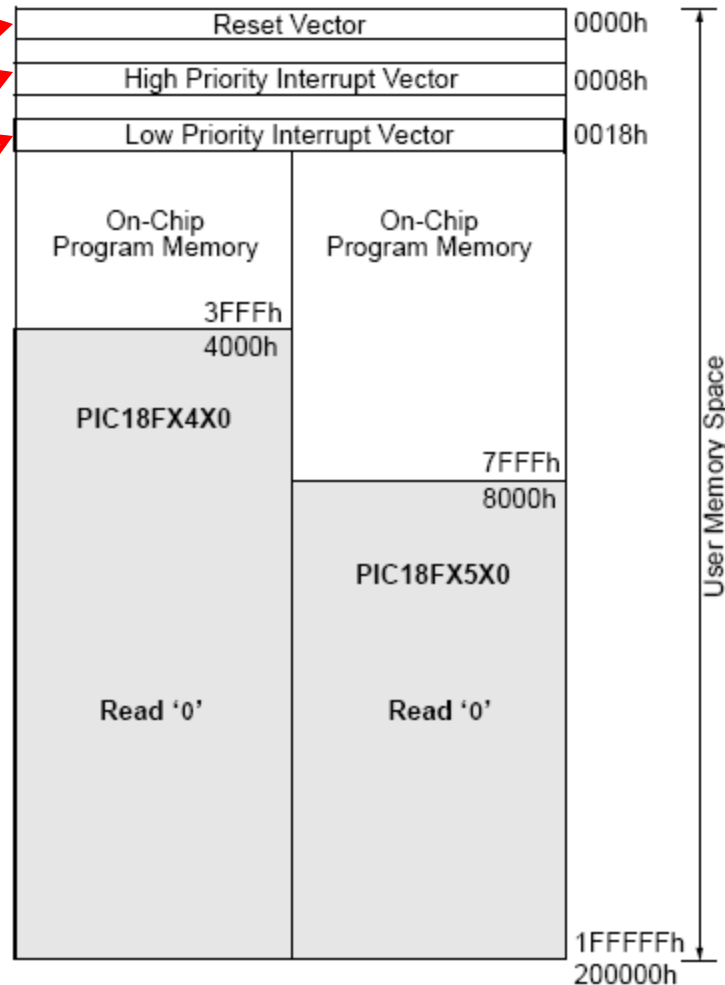 Reset Vector
0000h
High Priority Interrupt Vector
0008h
Low Priority Interrupt Vector
0018h
On-Chip
Program Memory
On-Chip
Program Memory
3FFFh
4000h
PIC18FX4X0
7FFFh
8000h
PIC18FX5X0
Read ‘0’
Read ‘0’
User Memory Space
1FFFFFh
200000h